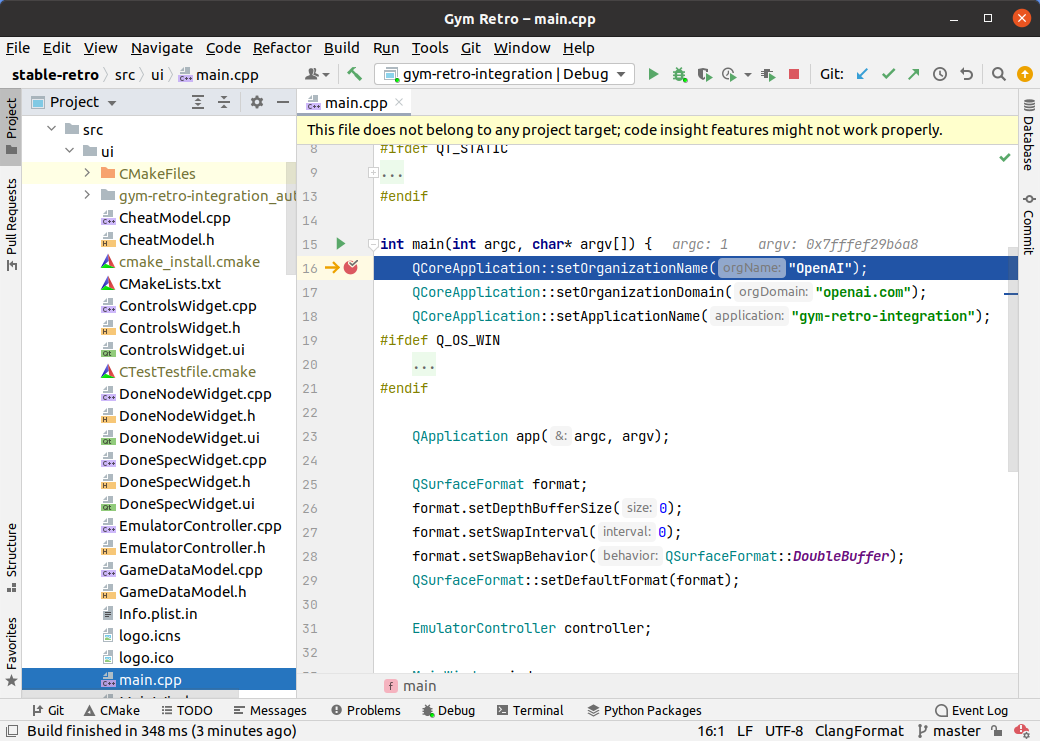 Gym Retro – main.cpp
File Edit View Navigate Code Refactor Build Run Tools Git Window Help
stable-retro src ui main.cpp gym-retro-integration | Debug Git:
Project
main.cpp
This file does not belong to any project target; code insight features might not work properly.
Project
Pull Requests
Structure
Favorites
src
ui
CMakeFiles
gym-retro-integration_au
CheatModel.cpp
CheatModel.h
cmake_install.cmake
CMakeLists.txt
ControlsWidget.cpp
ControlsWidget.h
ControlsWidget.ui
CTestTestfile.cmake
DoneNodeWidget.cpp
DoneNodeWidget.h
DoneNodeWidget.ui
DoneSpecWidget.cpp
DoneSpecWidget.h
DoneSpecWidget.ui
EmulatorController.cpp
EmulatorController.h
GameDataModel.cpp
GameDataModel.h
Info.plist.in
logo.icns
logo.ico
main.cpp
8 #ifdef QT_STATIC
9 ...
13 #endif
14
15 int main(int argc, char* argv[]) { argc: 1 argv: 0x7fffef29b6a8
16 QCoreApplication::setOrganizationName( orgName: "OpenAI");
17 QCoreApplication::setOrganizationDomain( orgDomain: "openai.com");
18 QCoreApplication::setApplicationName( application: "gym-retro-integration");
19 #ifdef Q_OS_WIN
20 ...
21 #endif
22
23 QApplication app( &: argc, argv);
24
25 QSurfaceFormat format;
26 format.setDepthBufferSize( size: 0);
27 format.setSwapInterval( interval: 0);
28 format.setSwapBehavior( behavior: QSurfaceFormat::DoubleBuffer);
29 QSurfaceFormat::setDefaultFormat(format);
30
31 EmulatorController controller;
32
f main
Database
Commit
Git CMake TODO Messages Problems Debug Terminal Python Packages Event Log
Build finished in 348 ms (3 minutes ago) 16:1 LF UTF-8 ClangFormat master